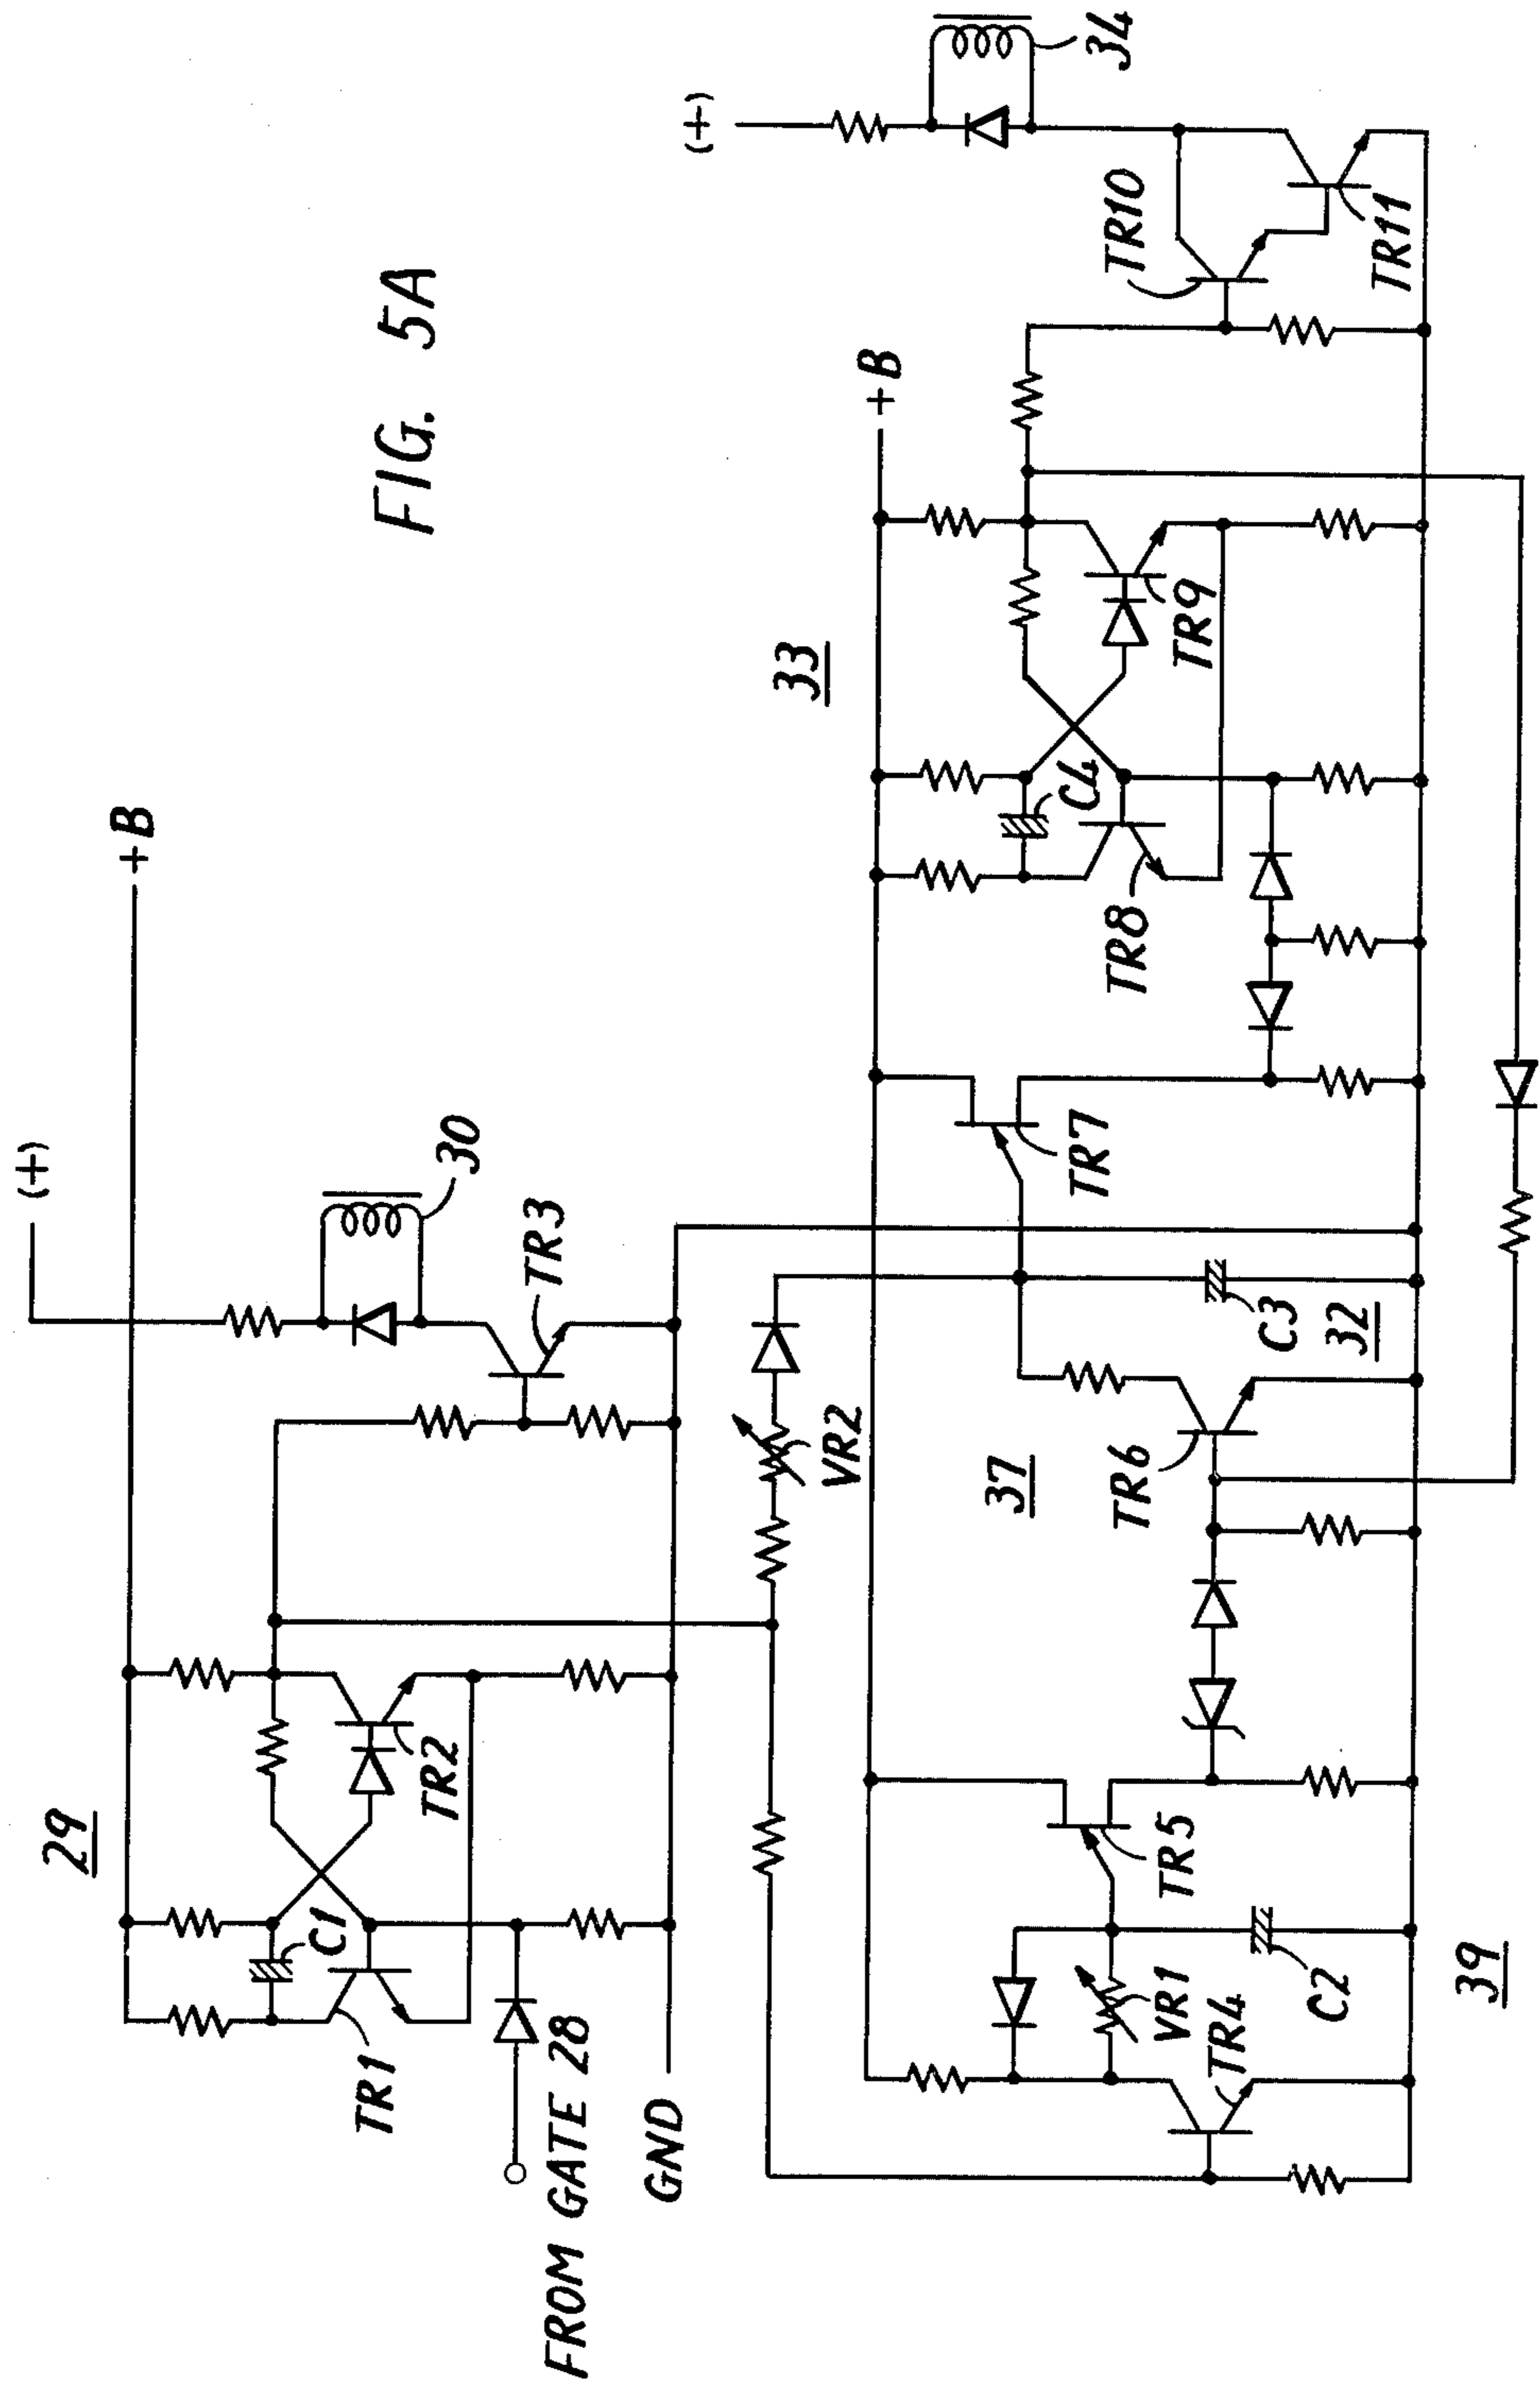 FIG. 5A
(+)
+B
29
30
C1
TR1
TR2
TR3
FROM GATE 28
GND
VR2
33
+B
(+)
34
37
C4
TR10
TR8
TR9
TR7
TR6
TR5
VR1
TR4
C2
C3
32
TR11
39